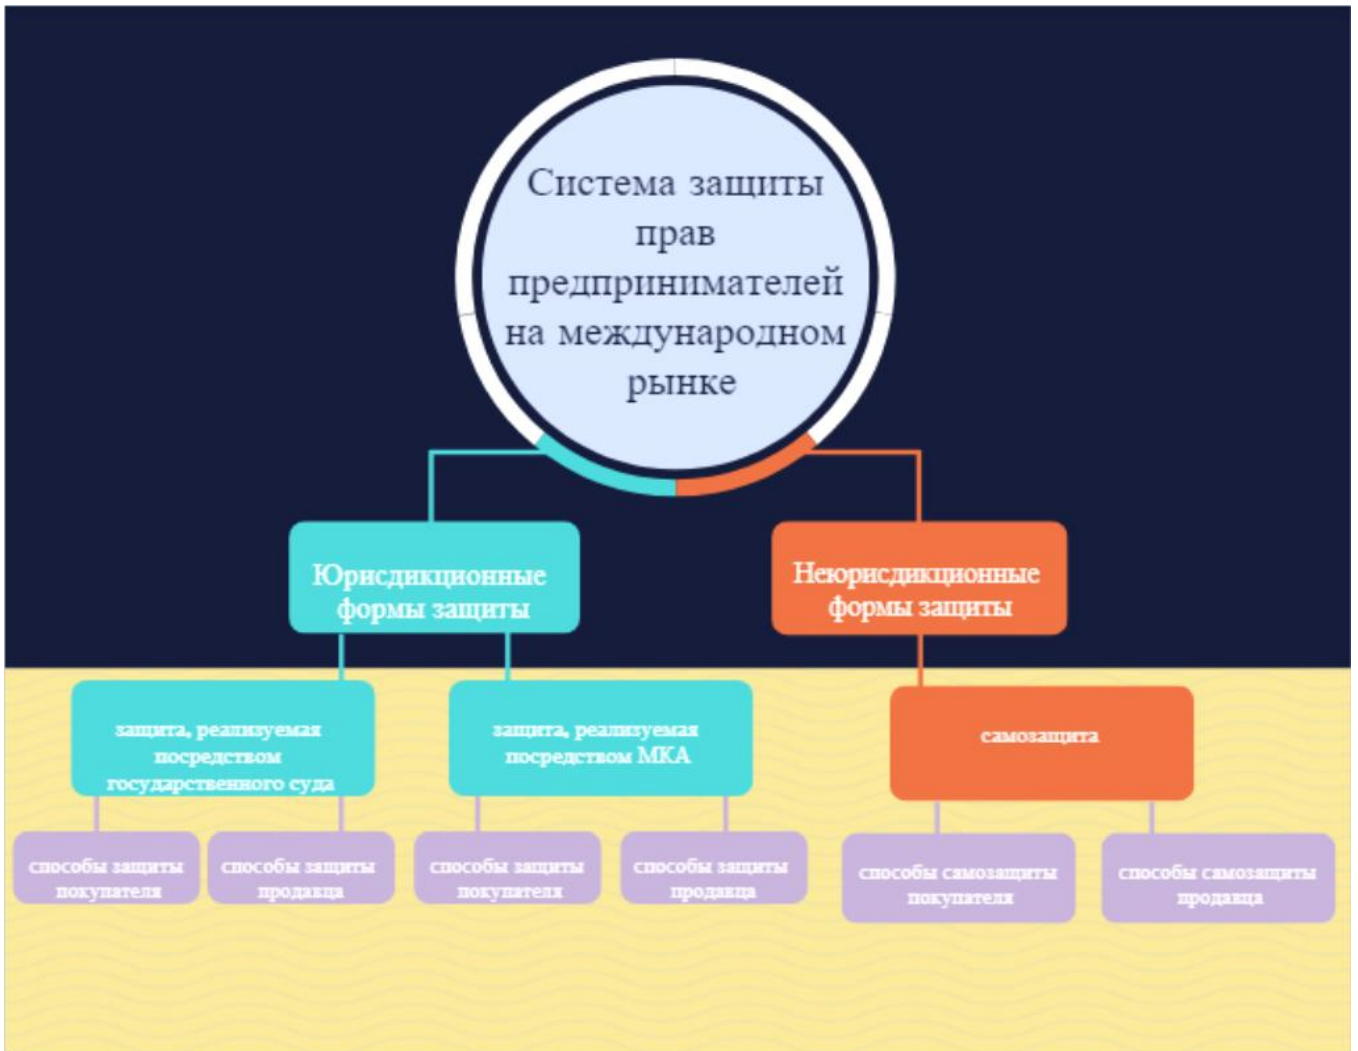 Система защиты
прав
предпринимателей
на международном
рынке
Юрисдикционные
формы защиты
Неюрисдикционные
формы защиты
защита, реализуемая
посредством
государственного суда
защита, реализуемая
посредством МКА
самозащита
способы защиты
покупателя
способы защиты
продавца
способы защиты
покупателя
способы защиты
продавца
способы самозащиты
покупателя
способы самозащиты
продавца